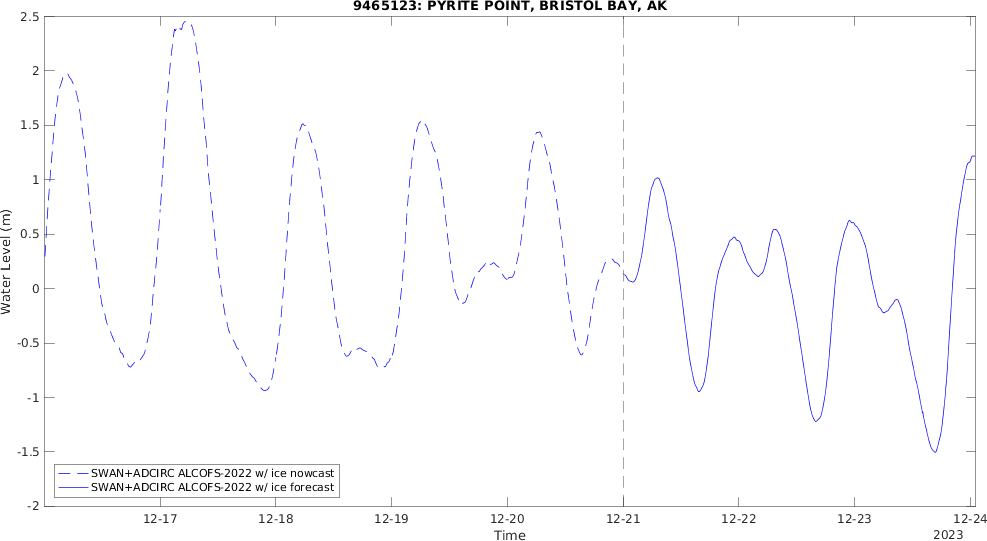 9465123: PYRITE POINT, BRISTOL BAY, AK
Water Level (m)
2.5
2
1.5
1
0.5
0
-0.5
-1
-1.5
-2
SWAN+ADCIRC ALCOFS-2022 w/ ice nowcast
SWAN+ADCIRC ALCOFS-2022 w/ ice forecast
12-17 12-18 12-19 12-20 12-21 12-22 12-23 12-24
Time
2023